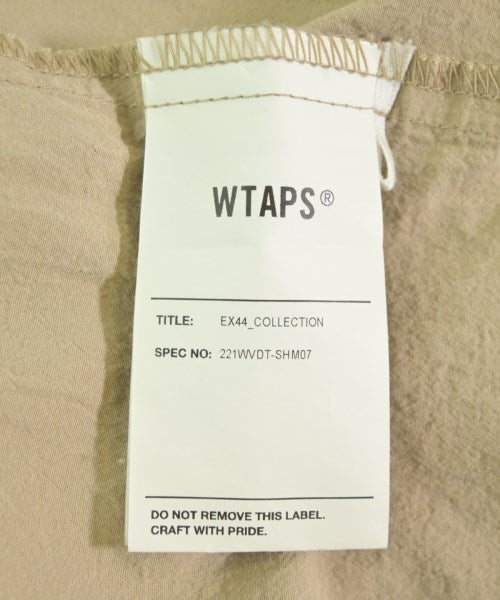 WTAPS®
TITLE: EX44_COLLECTION
SPEC NO: 221WVDT-SHM07
DO NOT REMOVE THIS LABEL.
CRAFT WITH PRIDE.